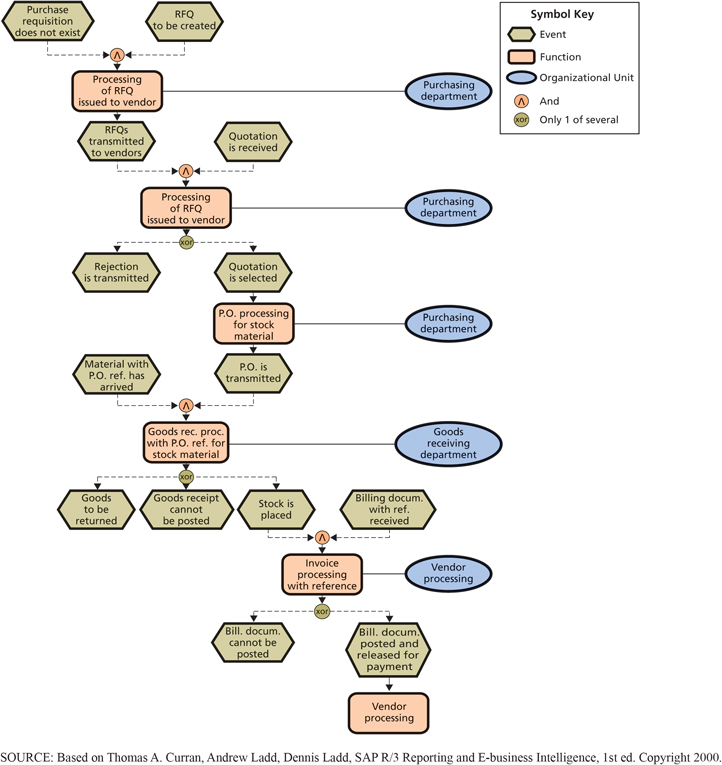 Purchase
requisition
does not exist
RFQ
to be created
Symbol Key
Event
Function
Organizational Unit
Λ
And
xor
Only 1 of several
Λ
Processing
of RFQ
issued to vendor
Purchasing
department
RFQs
transmitted
to vendors
Quotation
is received
Λ
Processing
of RFQ
issued to vendor
Purchasing
department
xor
Rejection
is transmitted
Quotation
is selected
P.O. processing
for stock
material
Purchasing
department
Material with
P.O. ref. has
arrived
P.O. is
transmitted
Λ
Goods rec. proc.
with P.O. ref. for
stock material
Goods
receiving
department
xor
Goods
to be
returned
Goods receipt
cannot
be posted
Stock is
placed
Billing docum.
with ref.
received
Λ
Invoice
processing
with reference
Vendor
processing
xor
Bill. docum.
cannot be
posted
Bill. docum.
posted and
released for
payment
Vendor
processing
SOURCE: Based on Thomas A. Curran, Andrew Ladd, Dennis Ladd, SAP R/3 Reporting and E-business Intelligence, 1st ed. Copyright 2000.